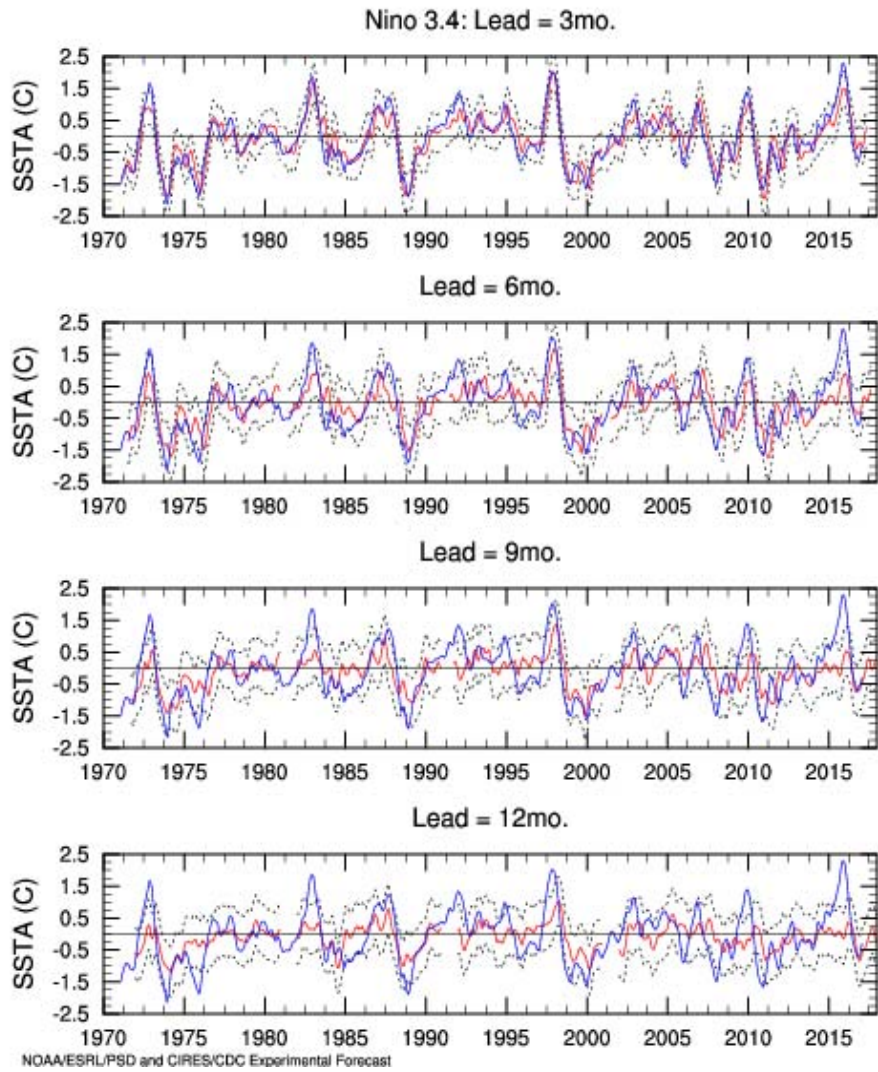 Nino 3.4: Lead = 3mo.
2.5
1.5
0.5
-0.5
-1.5
-2.5
SSTA (C)
1970 1975 1980 1985 1990 1995 2000 2005 2010 2015
Lead = 6mo.
2.5
1.5
0.5
-0.5
-1.5
-2.5
SSTA (C)
1970 1975 1980 1985 1990 1995 2000 2005 2010 2015
Lead = 9mo.
2.5
1.5
0.5
-0.5
-1.5
-2.5
SSTA (C)
1970 1975 1980 1985 1990 1995 2000 2005 2010 2015
Lead = 12mo.
2.5
1.5
0.5
-0.5
-1.5
-2.5
SSTA (C)
1970 1975 1980 1985 1990 1995 2000 2005 2010 2015
NOAA/ESRL/PSD and CIRES/CDC Experimental Forecast